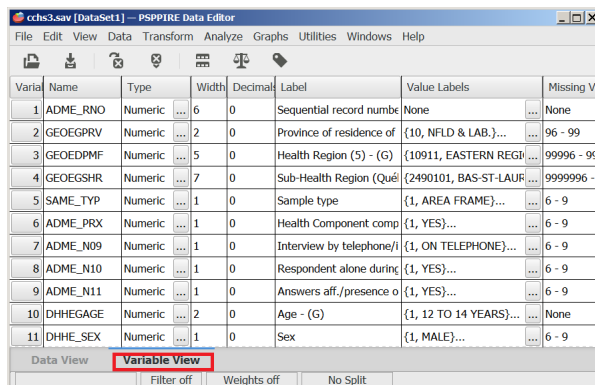 cchs3.sav [DataSet1] — PSPPIRE Data Editor
File Edit View Data Transform Analyze Graphs Utilities Windows Help
Varial Name Type Width Decimals Label Value Labels Missing V
1 ADME_RNO Numeric ... 6 0 Sequential record numbe None ... None
2 GEOEGPRV Numeric ... 2 0 Province of residence of {10, NFLD & LAB.}... ... 96 - 99
3 GEOEDPMF Numeric ... 5 0 Health Region (5) - (G) {10911, EASTERN REGI ... 99996 - 99
4 GEOEGSHR Numeric ... 7 0 Sub-Health Region (Qué {2490101, BAS-ST-LAUR ... 9999996 -
5 SAME_TYP Numeric ... 1 0 Sample type {1, AREA FRAME}... ... 6 - 9
6 ADME_PRX Numeric ... 1 0 Health Component comp {1, YES}... ... 6 - 9
7 ADME_N09 Numeric ... 1 0 Interview by telephone/i {1, ON TELEPHONE}... ... 6 - 9
8 ADME_N10 Numeric ... 1 0 Respondent alone during {1, YES}... ... 6 - 9
9 ADME_N11 Numeric ... 1 0 Answers aff./presence o {1, YES}... ... 6 - 9
10 DHHEGAGE Numeric ... 2 0 Age - (G) {1, 12 TO 14 YEARS}... ... None
11 DHHE_SEX Numeric ... 1 0 Sex {1, MALE}... ... 6 - 9
Data View Variable View
Filter off Weights off No Split